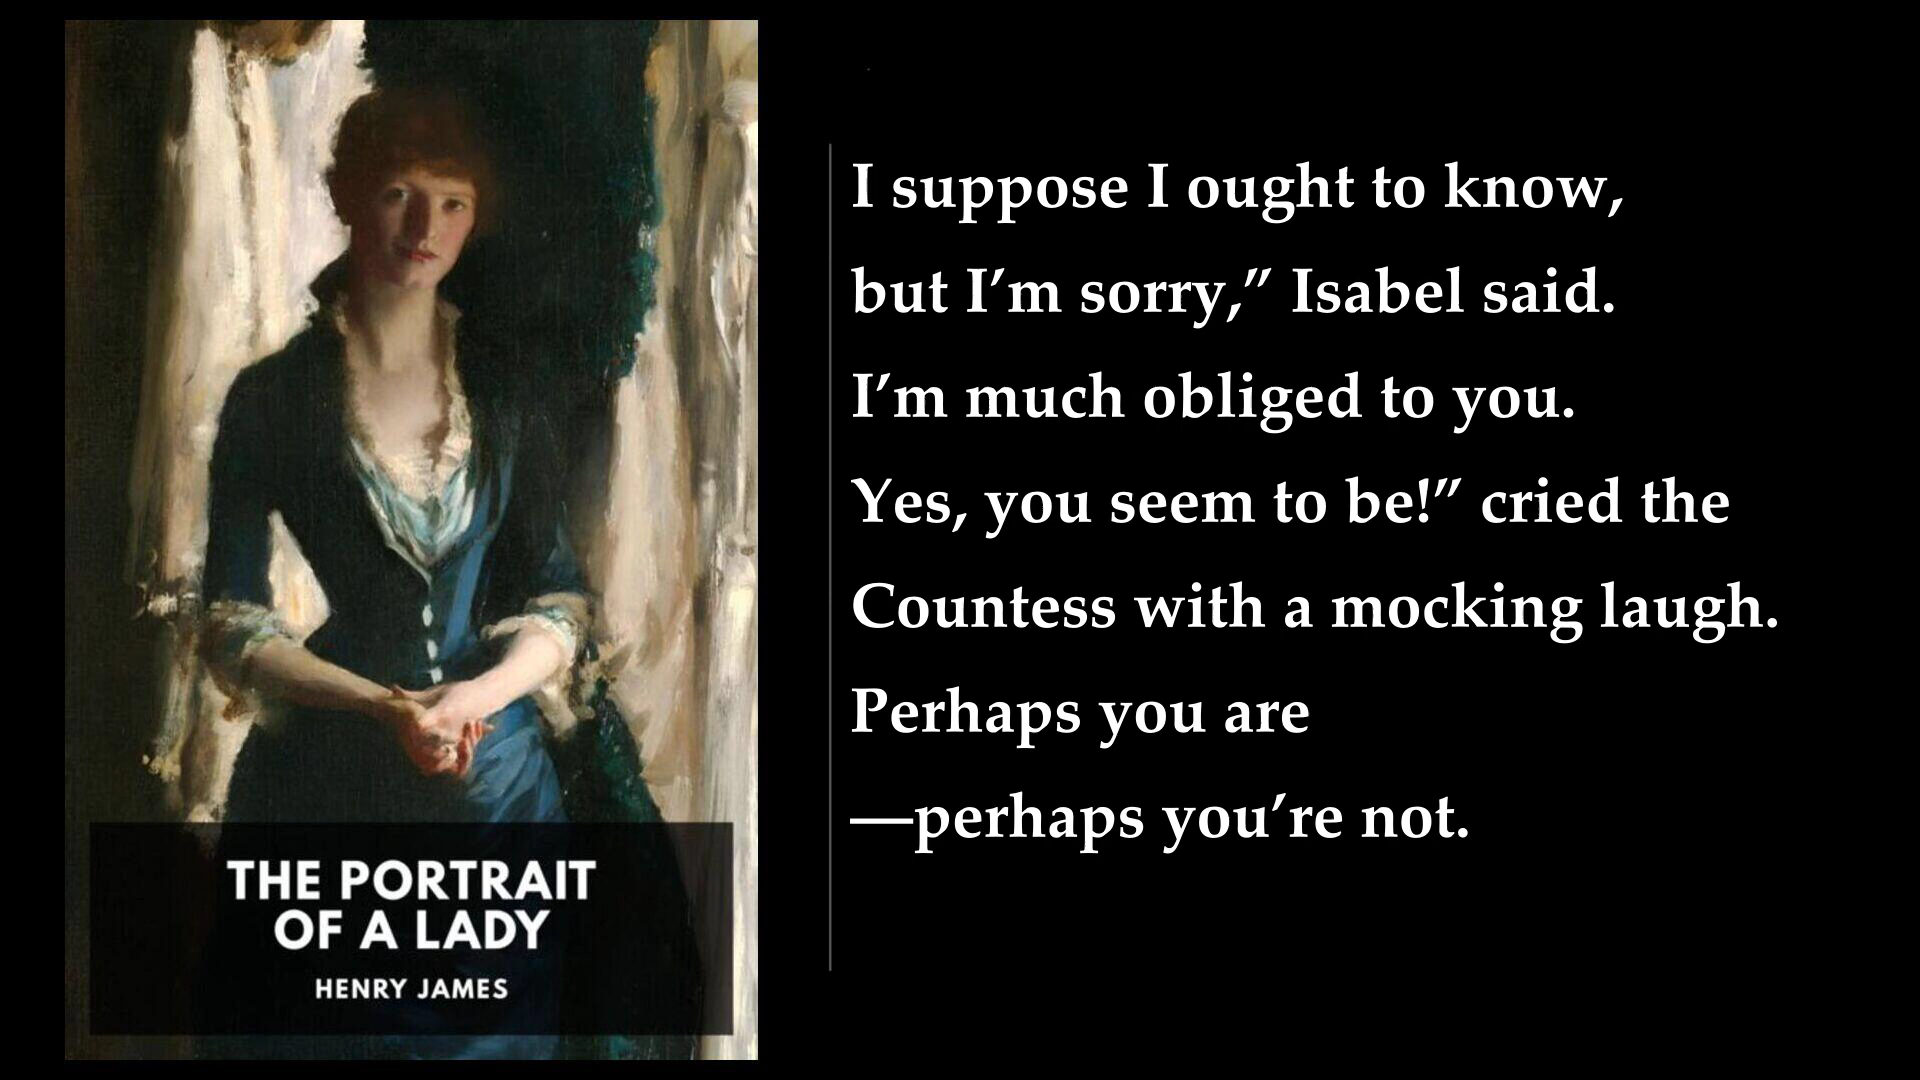 THE PORTRAIT
OF A LADY
HENRY JAMES
I suppose I ought to know,
but I’m sorry,” Isabel said.
I’m much obliged to you.
Yes, you seem to be!” cried the
Countess with a mocking laugh.
Perhaps you are
—perhaps you’re not.